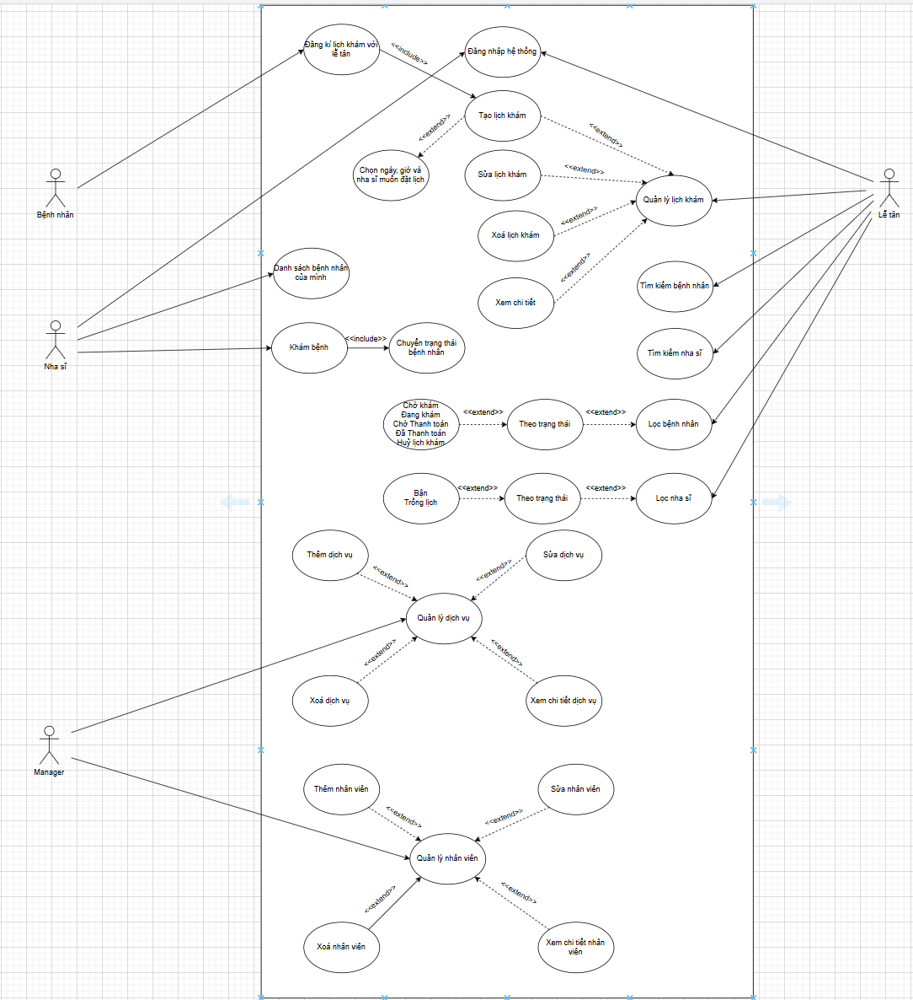 Đăng kí lịch khám với
lễ tân
<<include>>
Đăng nhập hệ thống
Tạo lịch khám
<<extend>>
<<extend>>
Chọn ngày, giờ và
nha sĩ muốn đặt lịch
Sửa lịch khám
<<extend>>
Quản lý lịch khám
Bệnh nhân
Lễ tân
Xoá lịch khám
<<extend>>
Danh sách bệnh nhân
của mình
<<extend>>
Xem chi tiết
Tìm kiếm bệnh nhân
Nha sĩ
Khám bệnh
<<include>>
Chuyển trạng thái
bệnh nhân
Tìm kiếm nha sĩ
Chờ khám
Đang khám
Chờ Thanh toán
Đã Thanh toán
Huỷ lịch khám
<<extend>>
Theo trạng thái
<<extend>>
Lọc bệnh nhân
Bận
Trống lịch
<<extend>>
Theo trạng thái
<<extend>>
Lọc nha sĩ
Thêm dịch vụ
<<extend>>
<<extend>>
Sửa dịch vụ
Quản lý dịch vụ
<<extend>>
<<extend>>
Xoá dịch vụ
Xem chi tiết dịch vụ
Manager
Thêm nhân viên
<<extend>>
<<extend>>
Sửa nhân viên
Quản lý nhân viên
<<extend>>
<<extend>>
Xoá nhân viên
Xem chi tiết nhân
viên